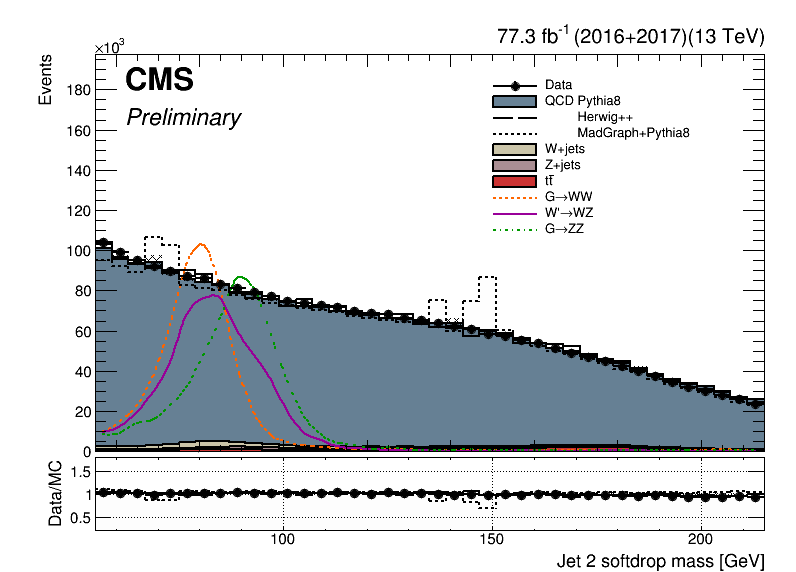 77.3 fb⁻¹ (2016+2017)(13 TeV)
×10³
Events
CMS
Preliminary
Data
QCD Pythia8
Herwig++
MadGraph+Pythia8
W+jets
Z+jets
tt̄
G→WW
W'→WZ
G→ZZ
180
160
140
120
100
80
60
40
20
0
Data/MC
1.5
1
0.5
100
150
200
Jet 2 softdrop mass [GeV]